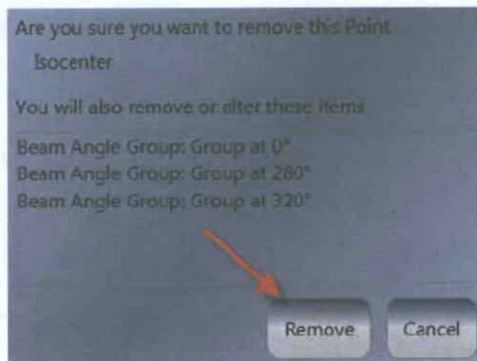 Are you sure you want to remove this Point
Isocenter
You will also remove or alter these items
Beam Angle Group: Group at 0°
Beam Angle Group: Group at 280°
Beam Angle Group: Group at 320°
Remove Cancel